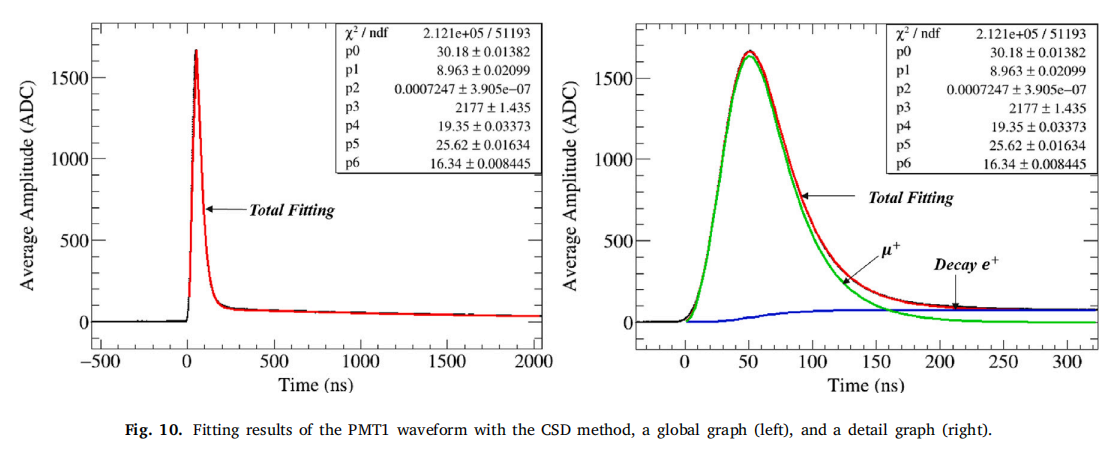 χ² / ndf 2.121e+05 / 51193
p0 30.18 ± 0.01382
p1 8.963 ± 0.02099
p2 0.0007247 ± 3.905e−07
p3 2177 ± 1.435
p4 19.35 ± 0.03373
p5 25.62 ± 0.01634
p6 16.34 ± 0.008445
Average Amplitude (ADC)
1500
1000
500
0
Total Fitting
−500 0 500 1000 1500 2000
Time (ns)
χ² / ndf 2.121e+05 / 51193
p0 30.18 ± 0.01382
p1 8.963 ± 0.02099
p2 0.0007247 ± 3.905e−07
p3 2177 ± 1.435
p4 19.35 ± 0.03373
p5 25.62 ± 0.01634
p6 16.34 ± 0.008445
Average Amplitude (ADC)
1500
1000
500
0
Total Fitting
μ⁺
Decay e⁺
0 50 100 150 200 250 300
Time (ns)
Fig. 10. Fitting results of the PMT1 waveform with the CSD method, a global graph (left), and a detail graph (right).